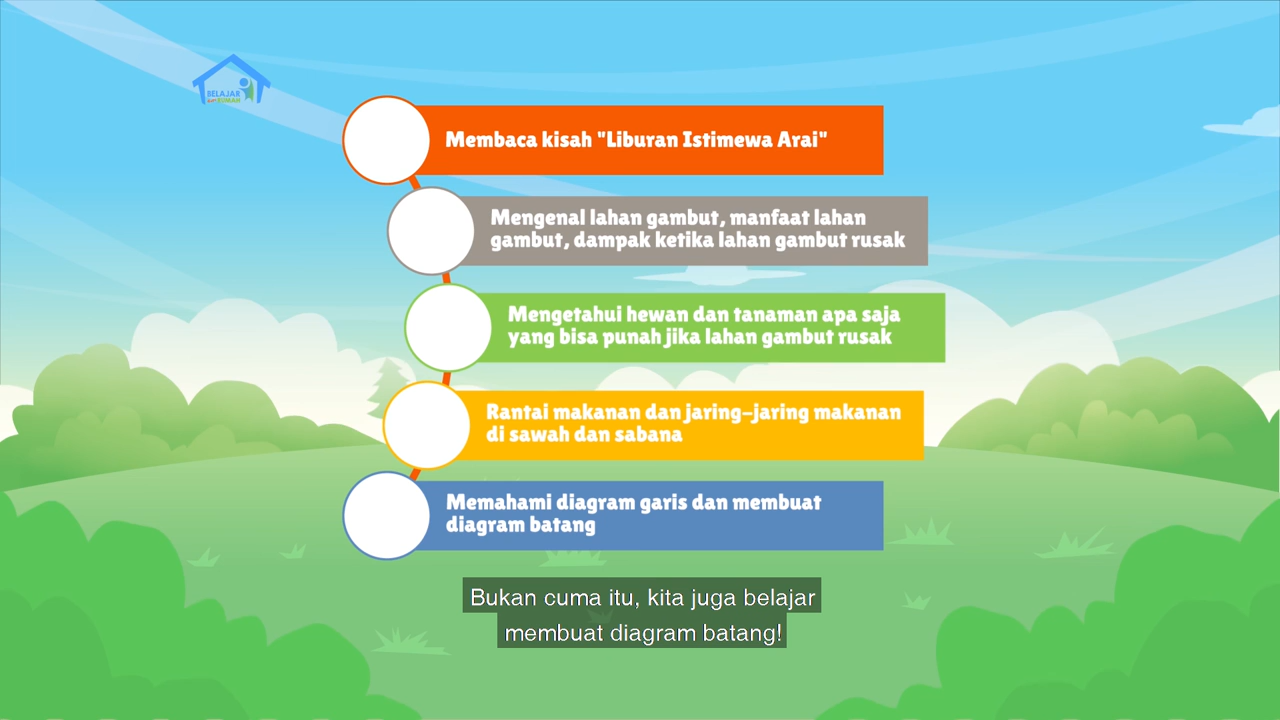 BELAJAR
dari RUMAH
Membaca kisah "Liburan Istimewa Arai"
Mengenal lahan gambut, manfaat lahan
gambut, dampak ketika lahan gambut rusak
Mengetahui hewan dan tanaman apa saja
yang bisa punah jika lahan gambut rusak
Rantai makanan dan jaring-jaring makanan
di sawah dan sabana
Memahami diagram garis dan membuat
diagram batang
Bukan cuma itu, kita juga belajar
membuat diagram batang!